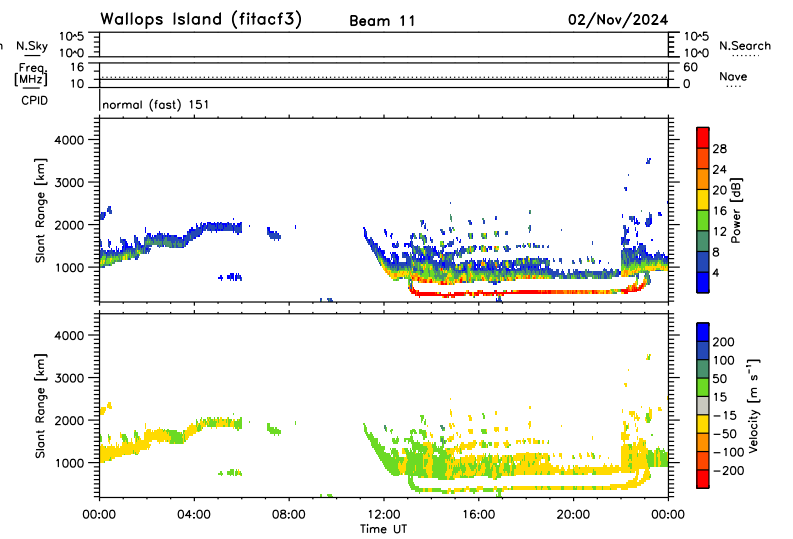 Wallops Island (fitacf3) Beam 11 02/Nov/2024
N.Sky 10^5 10^0 10^5 10^0 N.Search
Freq. [MHz] 16 10 60 0 Nave
CPID normal (fast) 151
Slant Range [km] 4000 3000 2000 1000
Power [dB] 28 24 20 16 12 8 4
Slant Range [km] 4000 3000 2000 1000
Velocity [m s⁻¹] 200 100 50 15 −15 −50 −100 −200
00:00 04:00 08:00 12:00 16:00 20:00 00:00
Time UT